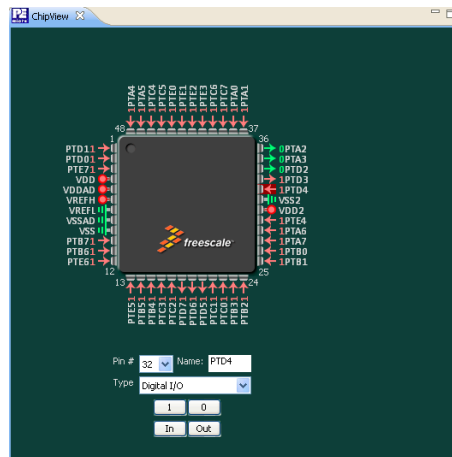 PE
MICRO
ChipView
1PTA4
1PTA5
1PTC4
1PTC5
1PTE0
1PTE1
1PTE2
1PTE3
1PTC6
1PTC7
1PTA0
1PTA1
48 37
1 36
PTD11 0PTA2
PTD01 0PTA3
PTE71 0PTD2
VDD 1PTD3
VDDAD 1PTD4
VREFH VSS2
VREFL VDD2
VSSAD 1PTE4
VSS 1PTA6
PTB71 1PTA7
PTB61 1PTB0
PTE61 1PTB1
freescale
12 25
13 24
PTE51
PTB51
PTB41
PTC31
PTC21
PTD71
PTD61
PTD51
PTC11
PTC01
PTB31
PTB21
Pin # 32 Name: PTD4
Type Digital I/O
1 0
In Out